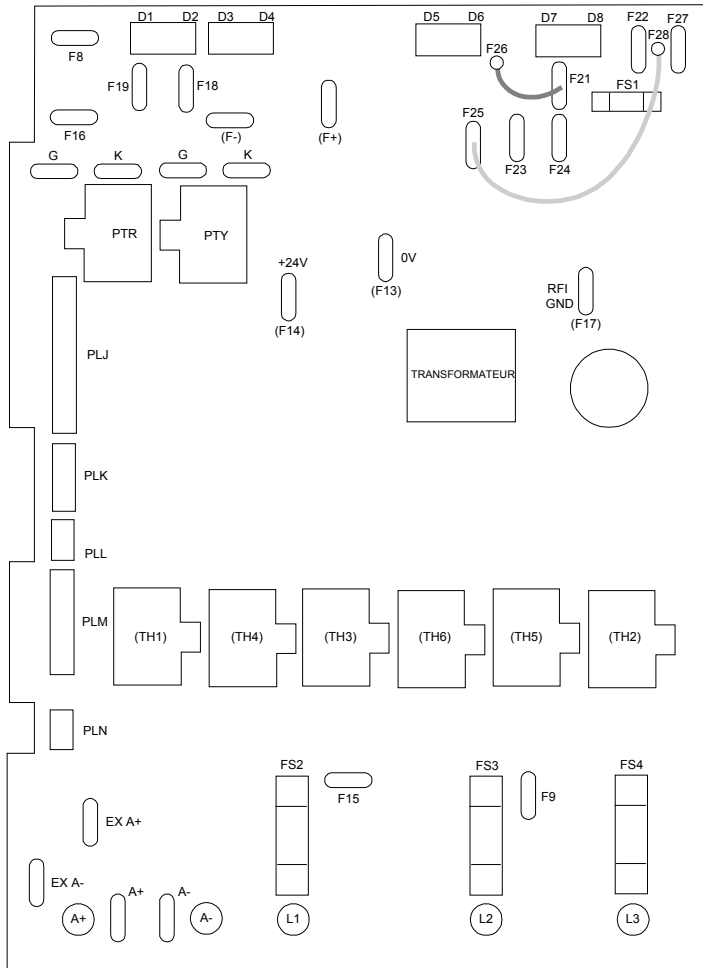 D1 D2 D3 D4
D5 D6 D7 D8
F22 F27
F28
F8
F26
F19 F18
F21
FS1
F16
(F-)
(F+)
F25
F23 F24
G K G K
PTR
PTY
+24V
0V
(F13)
(F14)
RFI
GND
(F17)
PLJ
TRANSFORMATEUR
PLK
PLL
PLM
(TH1) (TH4) (TH3) (TH6) (TH5) (TH2)
PLN
FS2 FS3 FS4
F15
F9
EX A+
EX A-
A+ A-
A+ A- L1 L2 L3